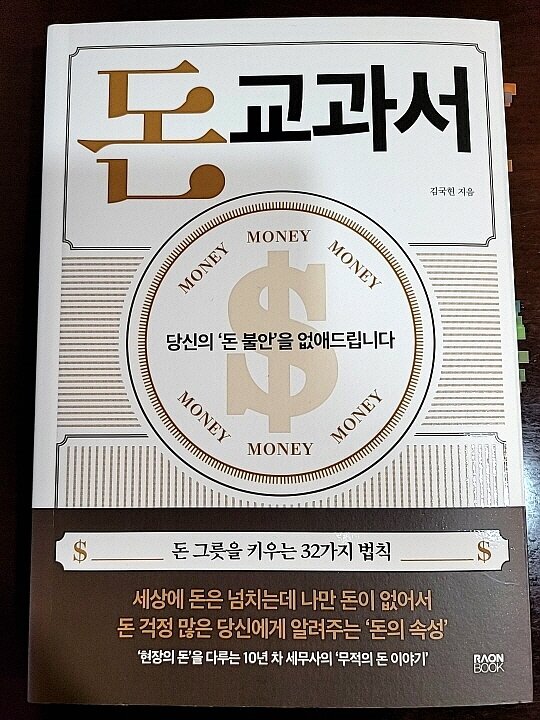 돈 교과서
김국현 지음
MONEY MONEY MONEY
당신의 '돈 불안'을 없애드립니다
MONEY MONEY MONEY
$ 돈 그릇을 키우는 32가지 법칙 $
세상에 돈은 넘치는데 나만 돈이 없어서
돈 걱정 많은 당신에게 알려주는 '돈의 속성'
'현장의 돈'을 다루는 10년 차 세무사의 '무적의 돈 이야기'
RAON
BOOK